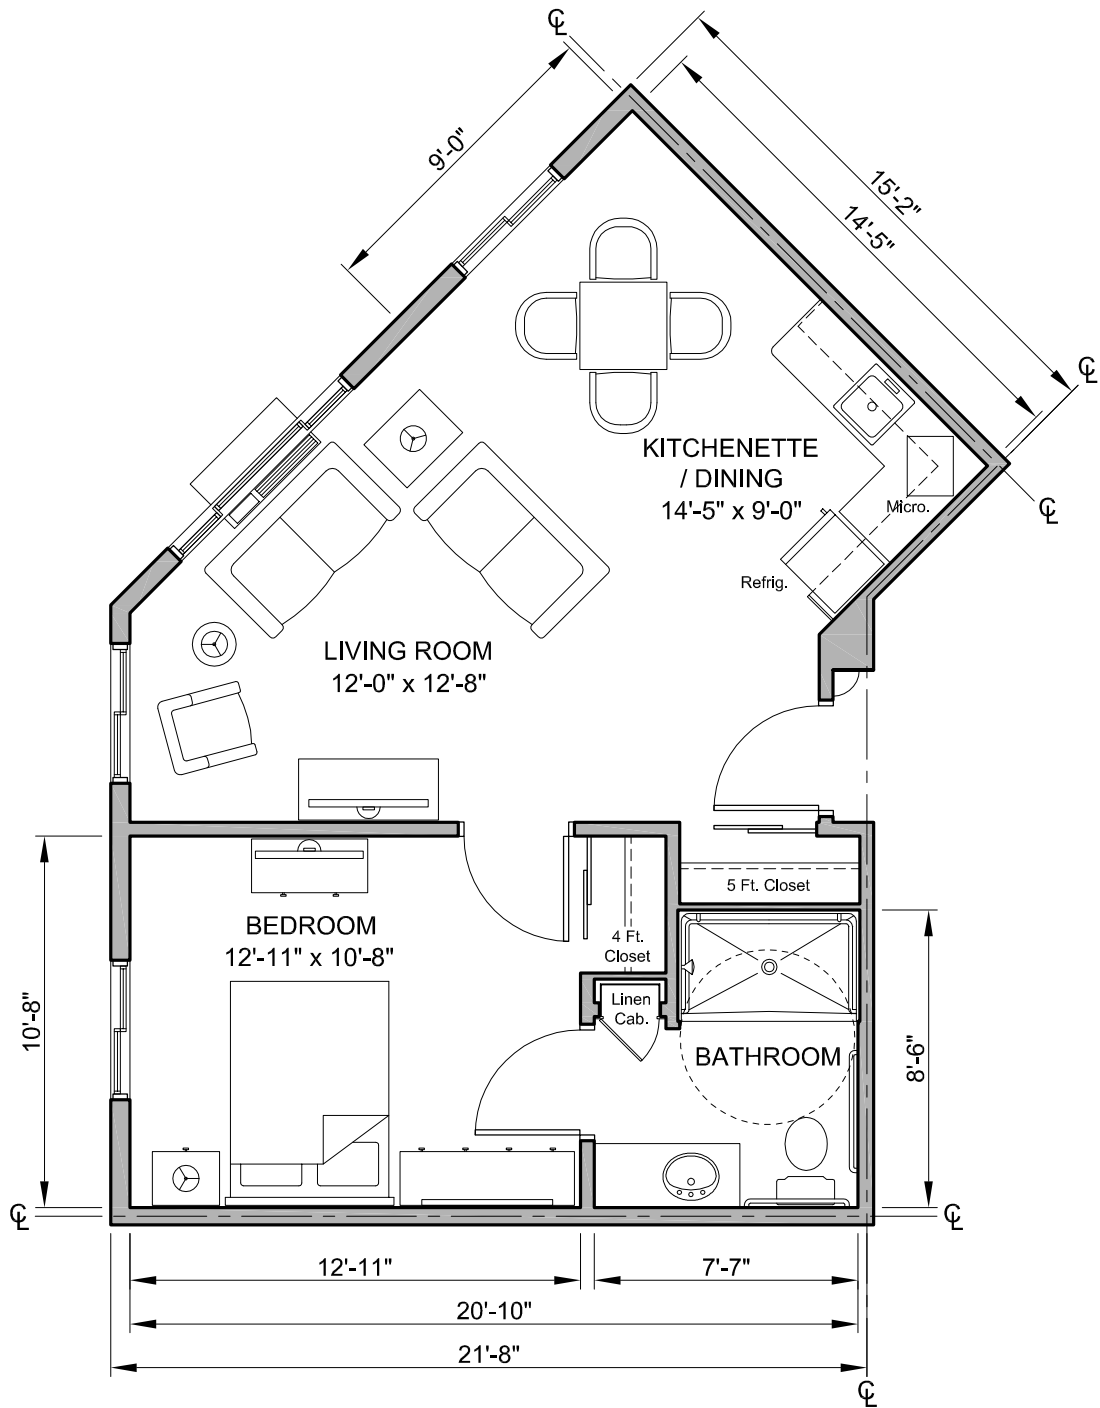 ℄
9'-0"
15'-2"
14'-5"
℄
KITCHENETTE
/ DINING
14'-5" x 9'-0"
Micro.
℄
Refrig.
LIVING ROOM
12'-0" x 12'-8"
5 Ft. Closet
BEDROOM
12'-11" x 10'-8"
4 Ft.
Closet
Linen
Cab.
10'-8"
BATHROOM
8'-6"
℄
℄
12'-11"
7'-7"
20'-10"
21'-8"
℄